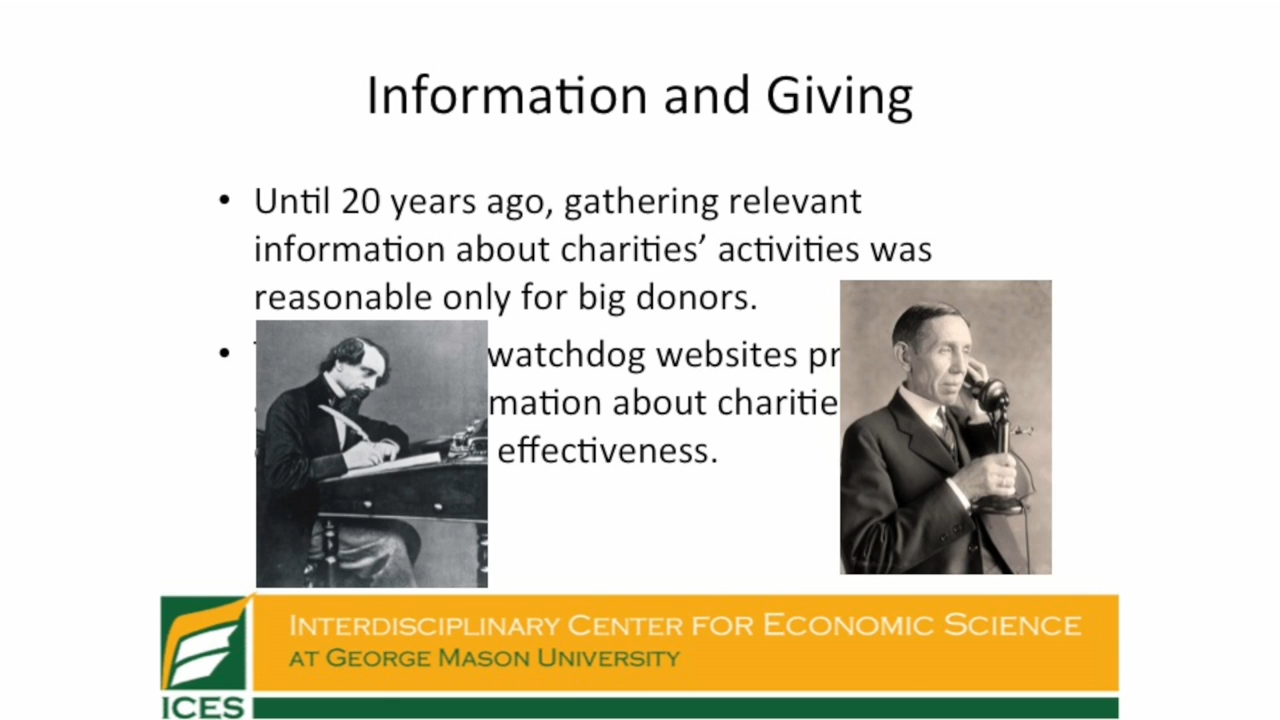 Information and Giving
• Until 20 years ago, gathering relevant
information about charities’ activities was
reasonable only for big donors.
• watchdog websites pr
mation about charitie
effectiveness.
INTERDISCIPLINARY CENTER FOR ECONOMIC SCIENCE
AT GEORGE MASON UNIVERSITY
ICES